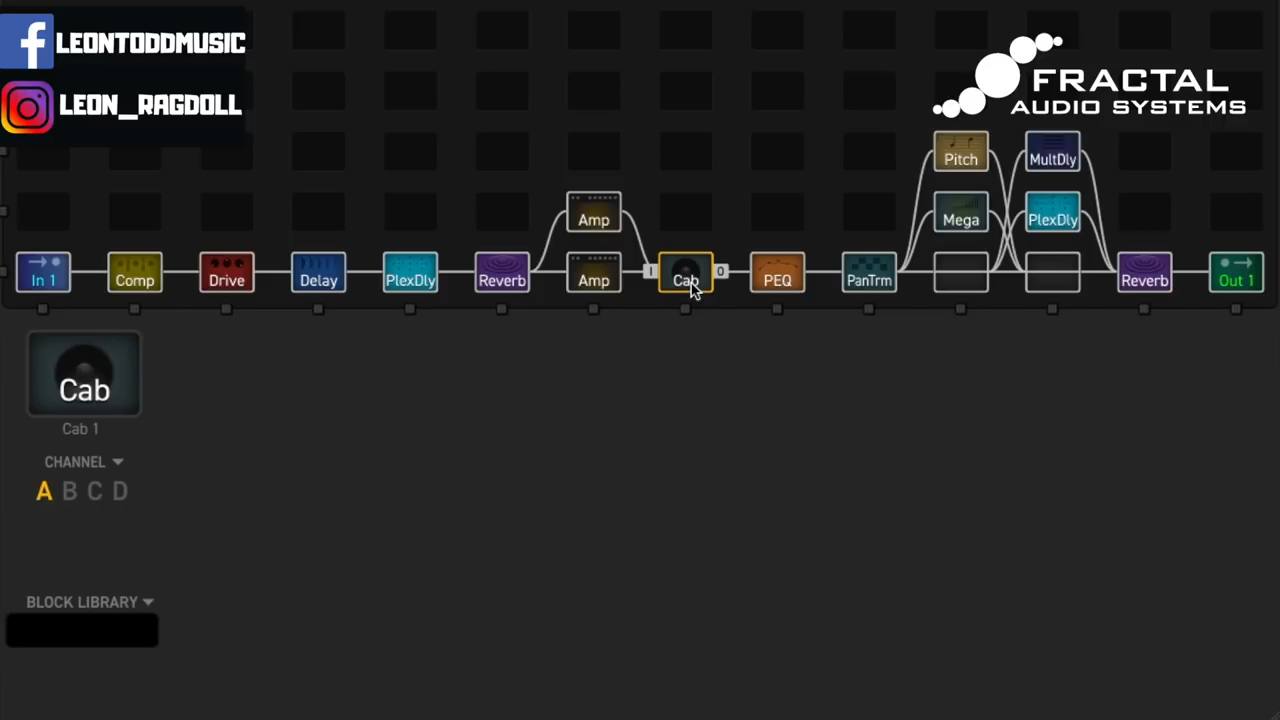 f LEONTODDMUSIC
LEON_RAGDOLL
FRACTAL
AUDIO SYSTEMS
Pitch
MultDly
Amp
Mega
PlexDly
In 1
Comp
Drive
Delay
PlexDly
Reverb
Amp
I
Cab
O
PEQ
PanTrm
Reverb
Out 1
Cab
Cab 1
CHANNEL
A B C D
BLOCK LIBRARY